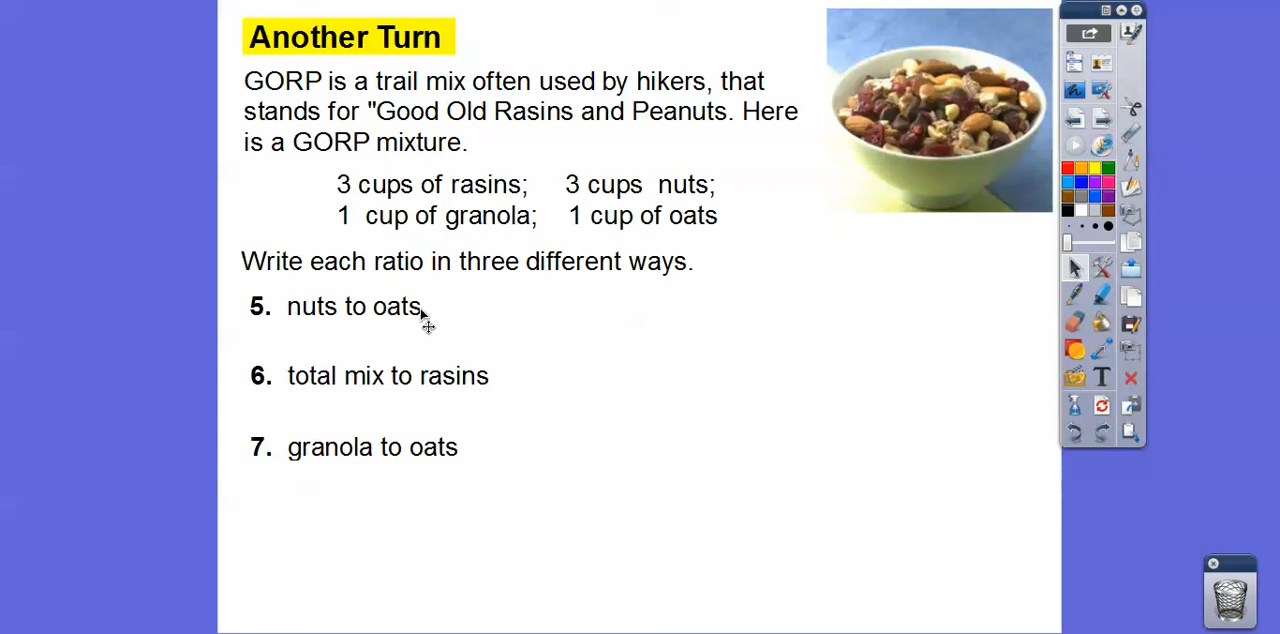 Another Turn
GORP is a trail mix often used by hikers, that
stands for "Good Old Rasins and Peanuts. Here
is a GORP mixture.
3 cups of rasins; 3 cups nuts;
1 cup of granola; 1 cup of oats
Write each ratio in three different ways.
5. nuts to oats
6. total mix to rasins
7. granola to oats